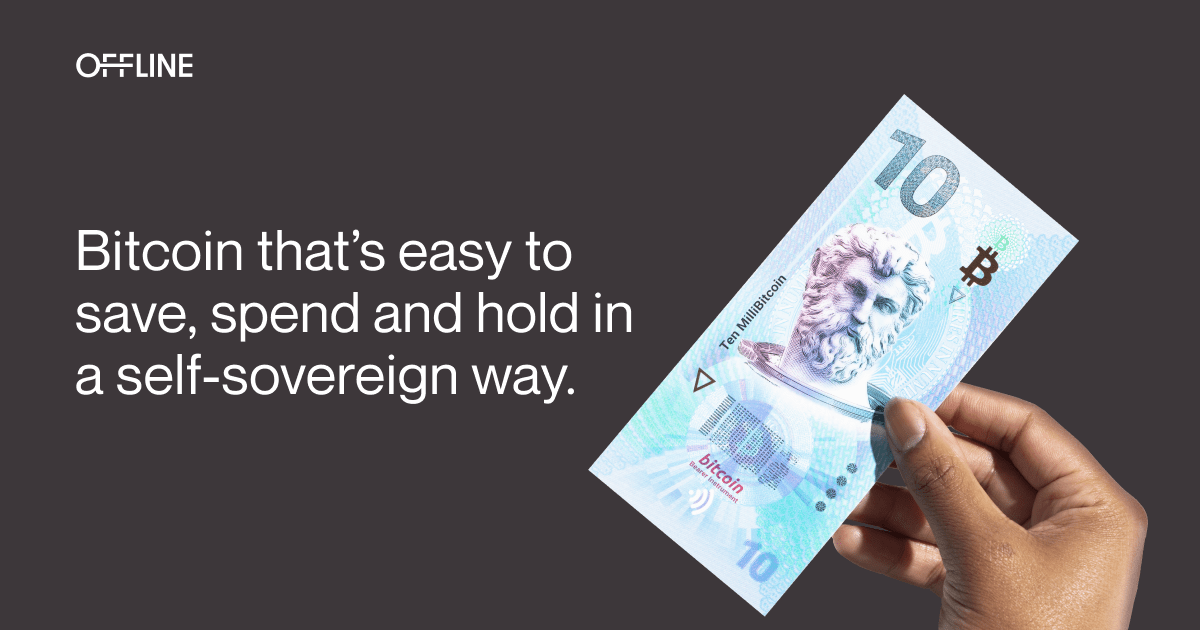 OFFLINE
Bitcoin that’s easy to
save, spend and hold in
a self-sovereign way.
10
Ten MilliBitcoin
bitcoin
Bearer Instrument
10